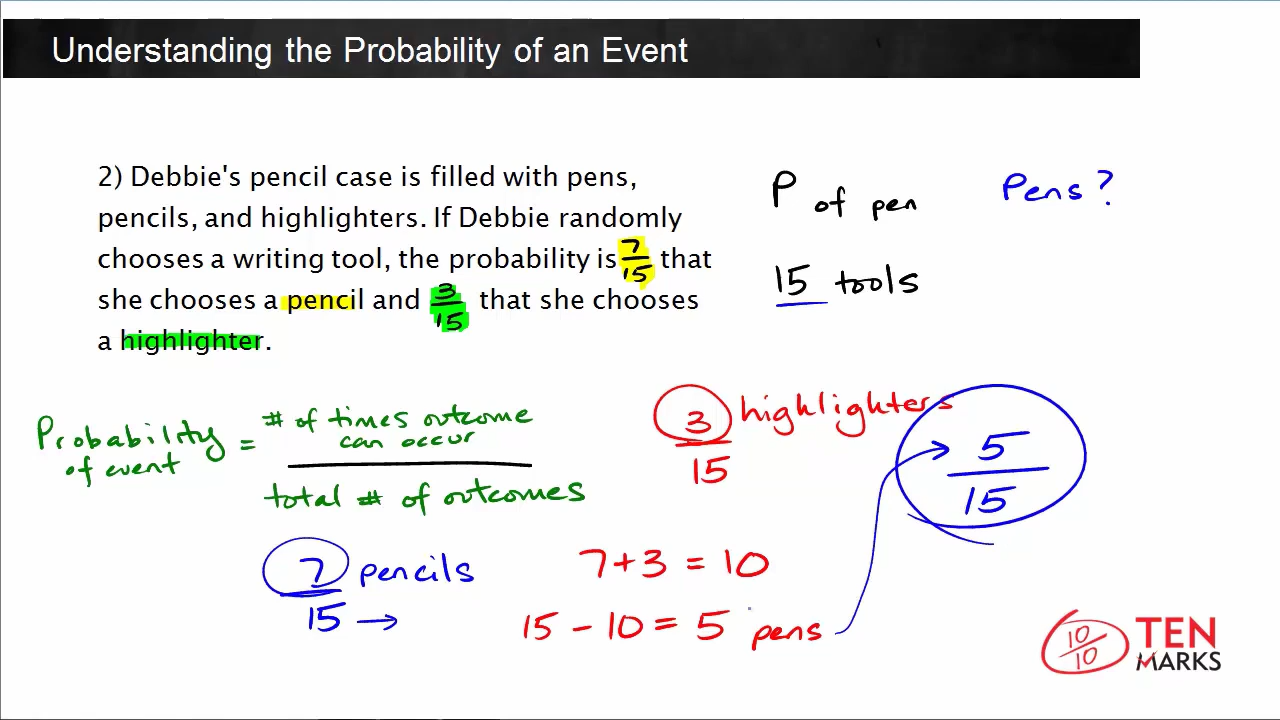 Understanding the Probability of an Event
2) Debbie's pencil case is filled with pens,
pencils, and highlighters. If Debbie randomly
chooses a writing tool, the probability is 7/15 that
she chooses a pencil and 3/15 that she chooses
a highlighter.
P of pen
Pens?
15 tools
Probability of event = # of times outcome can occur
total # of outcomes
3 highlighters
15
5
15
7 pencils
15 →
7+3 = 10
15 - 10 = 5 pens
10/10
TEN
MARKS